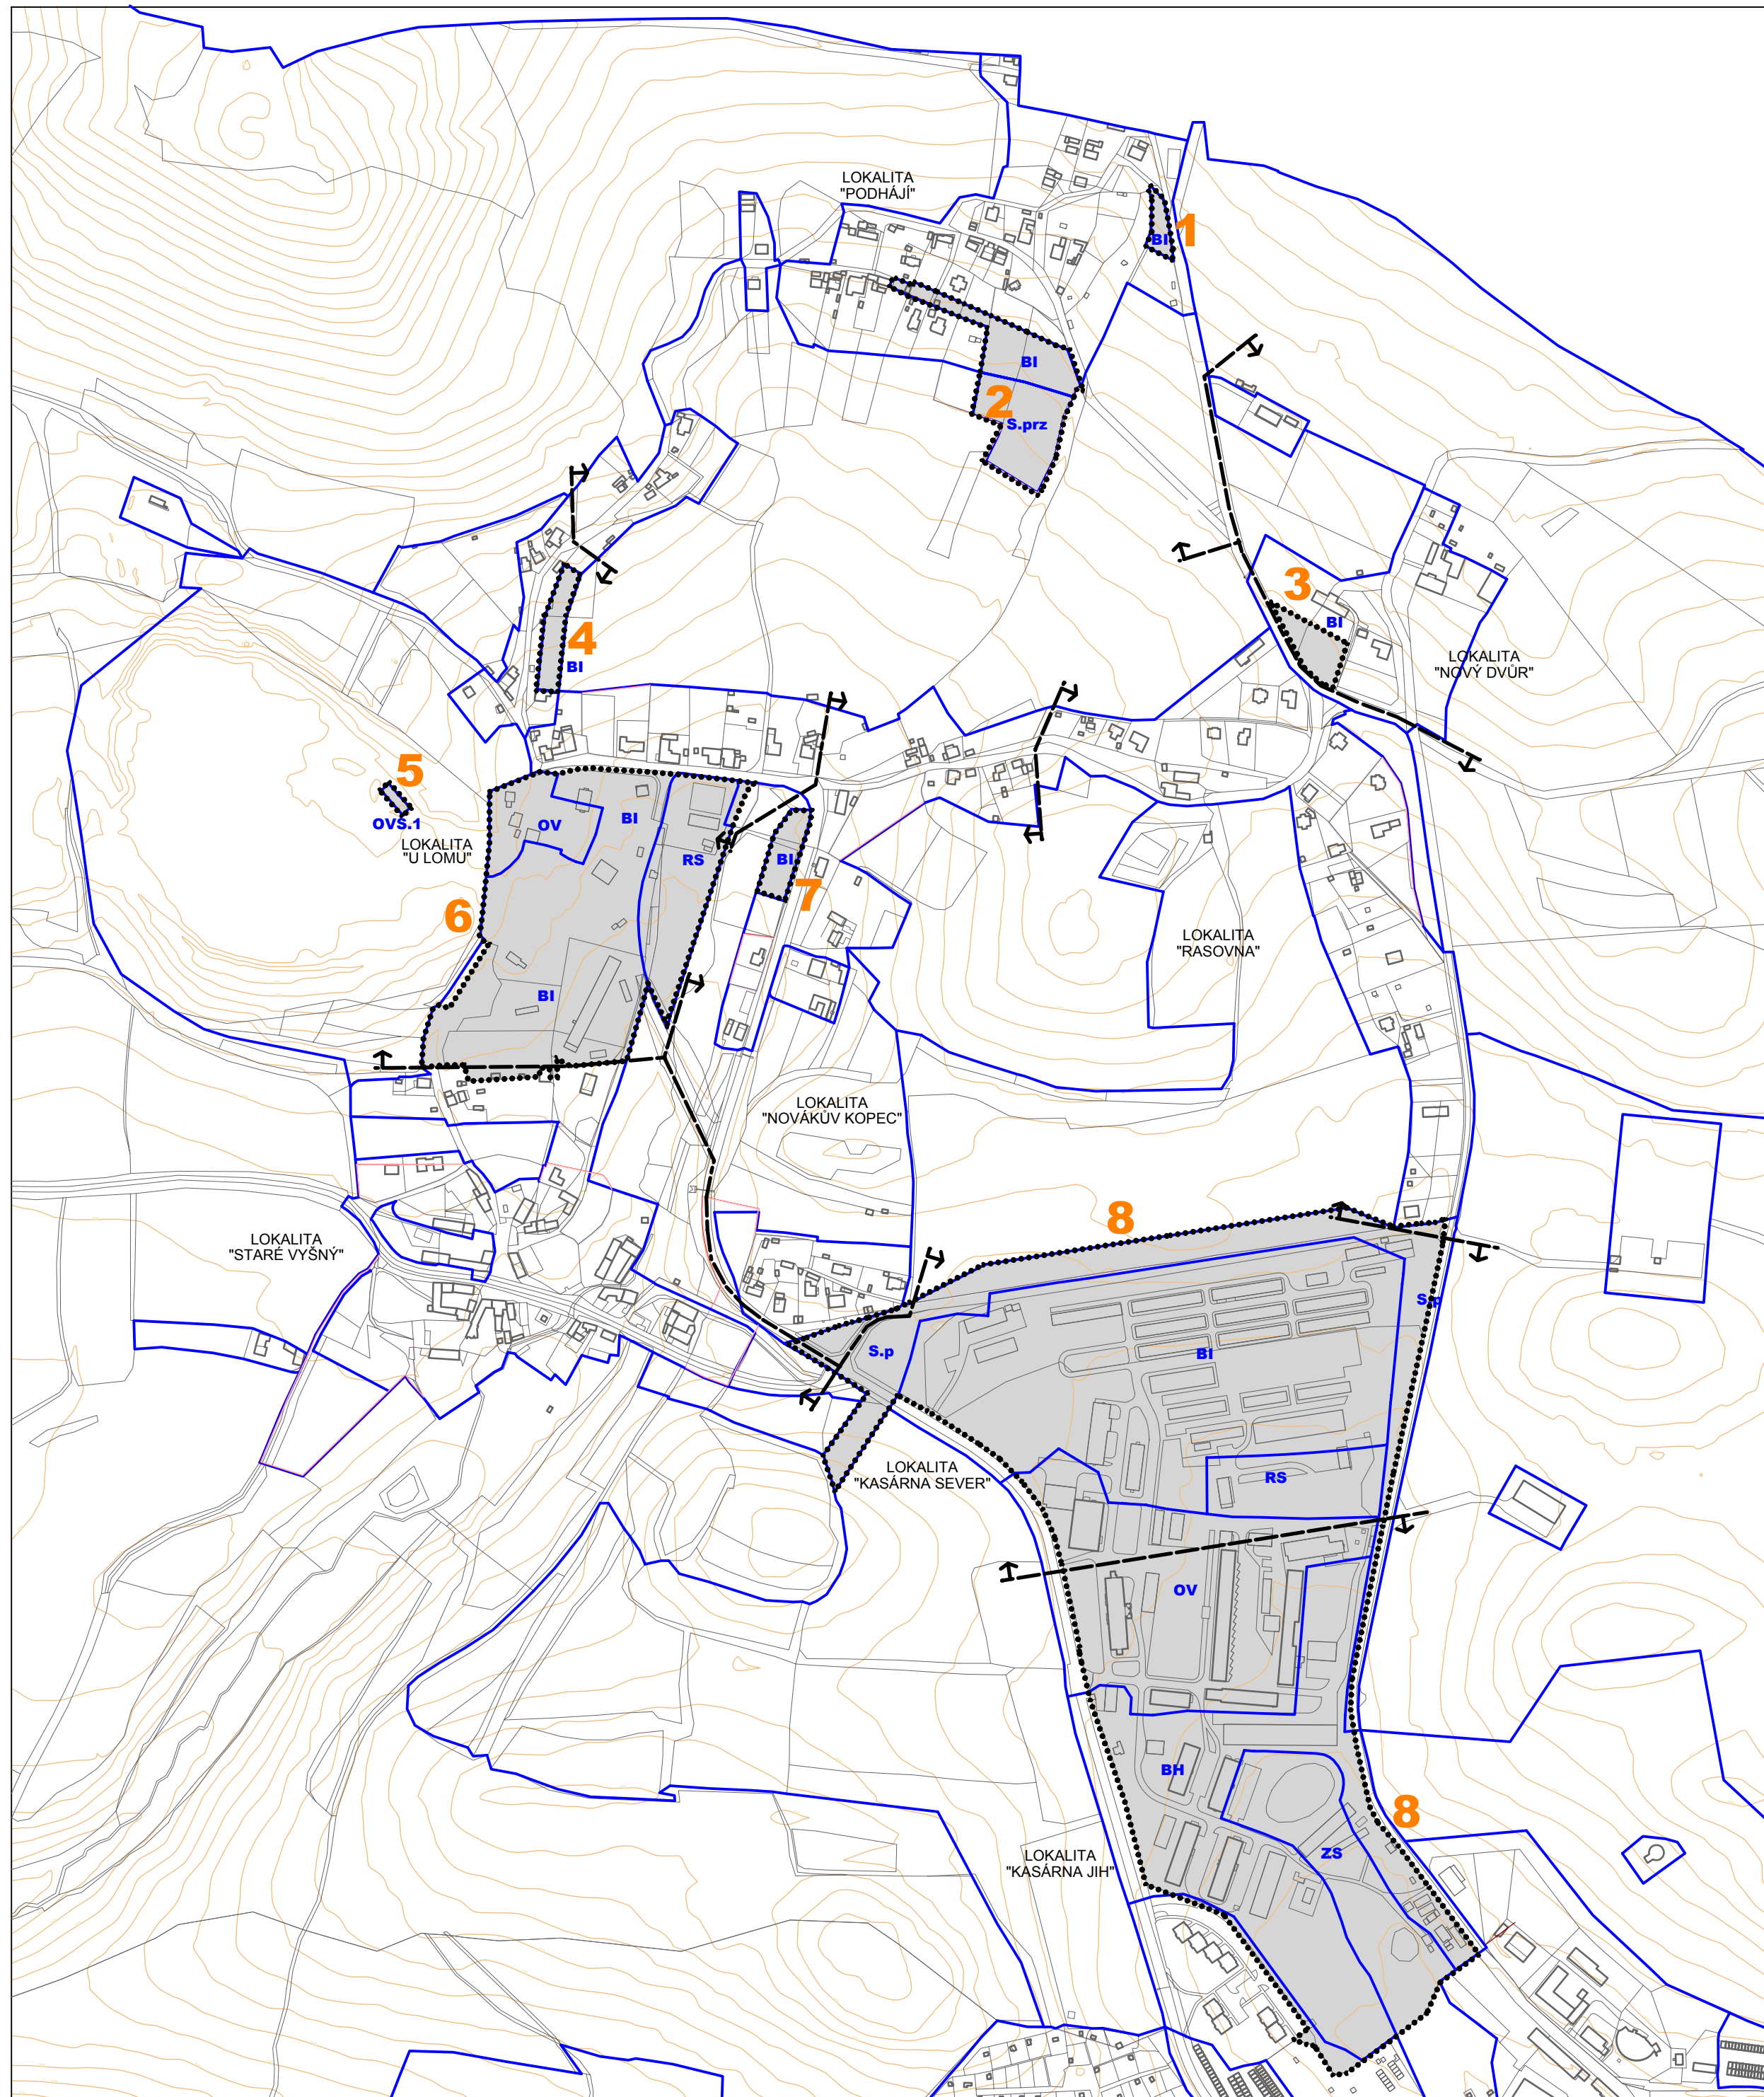 LOKALITA
"PODHÁJÍ"
1
BI
BI
2
S.prz
3
BI
LOKALITA
"NOVÝ DVŮR"
4
BI
5
OVS.1
LOKALITA
"U LOMU"
OV
BI
RS
BI
7
6
LOKALITA
"RASOVNA"
BI
LOKALITA
"NOVÁKŮV KOPEC"
8
LOKALITA
"STARÉ VYŠNÝ"
S.p
S.p
BI
LOKALITA
"KASÁRNA SEVER"
RS
OV
BH
8
ZS
LOKALITA
"KASÁRNA JIH"